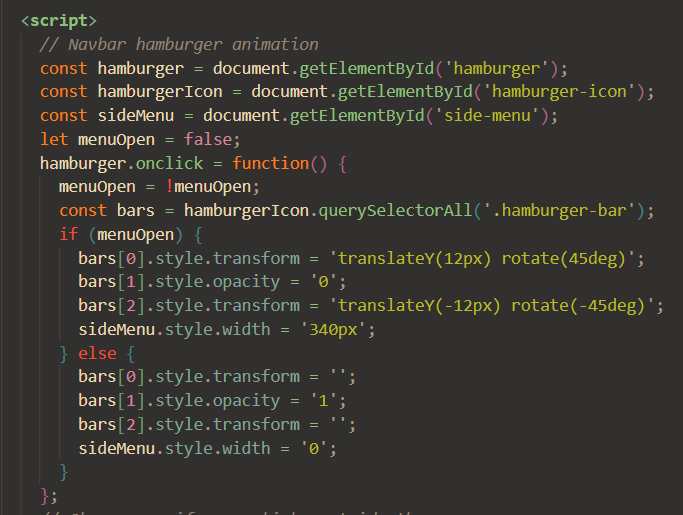 <script>
// Navbar hamburger animation
const hamburger = document.getElementById('hamburger');
const hamburgerIcon = document.getElementById('hamburger-icon');
const sideMenu = document.getElementById('side-menu');
let menuOpen = false;
hamburger.onclick = function() {
menuOpen = !menuOpen;
const bars = hamburgerIcon.querySelectorAll('.hamburger-bar');
if (menuOpen) {
bars[0].style.transform = 'translateY(12px) rotate(45deg)';
bars[1].style.opacity = '0';
bars[2].style.transform = 'translateY(-12px) rotate(-45deg)';
sideMenu.style.width = '340px';
} else {
bars[0].style.transform = '';
bars[1].style.opacity = '1';
bars[2].style.transform = '';
sideMenu.style.width = '0';
}
};